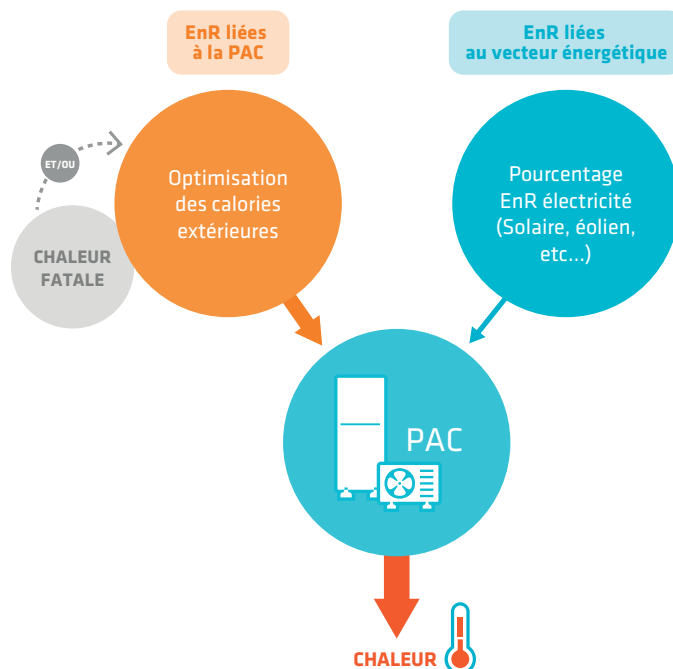 EnR liées
à la PAC
EnR liées
au vecteur énergétique
ET/OU
CHALEUR
FATALE
Optimisation
des calories
extérieures
Pourcentage
EnR électricité
(Solaire, éolien,
etc...)
PAC
CHALEUR